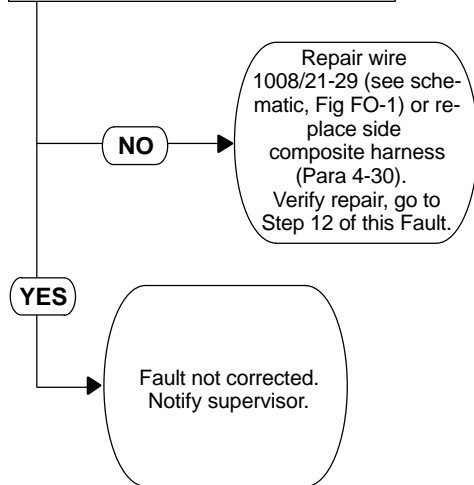 Repair wire
1008/21-29 (see sche-
matic, Fig FO-1) or re-
place side
composite harness
(Para 4-30).
Verify repair, go to
Step 12 of this Fault.
NO
YES
Fault not corrected.
Notify supervisor.